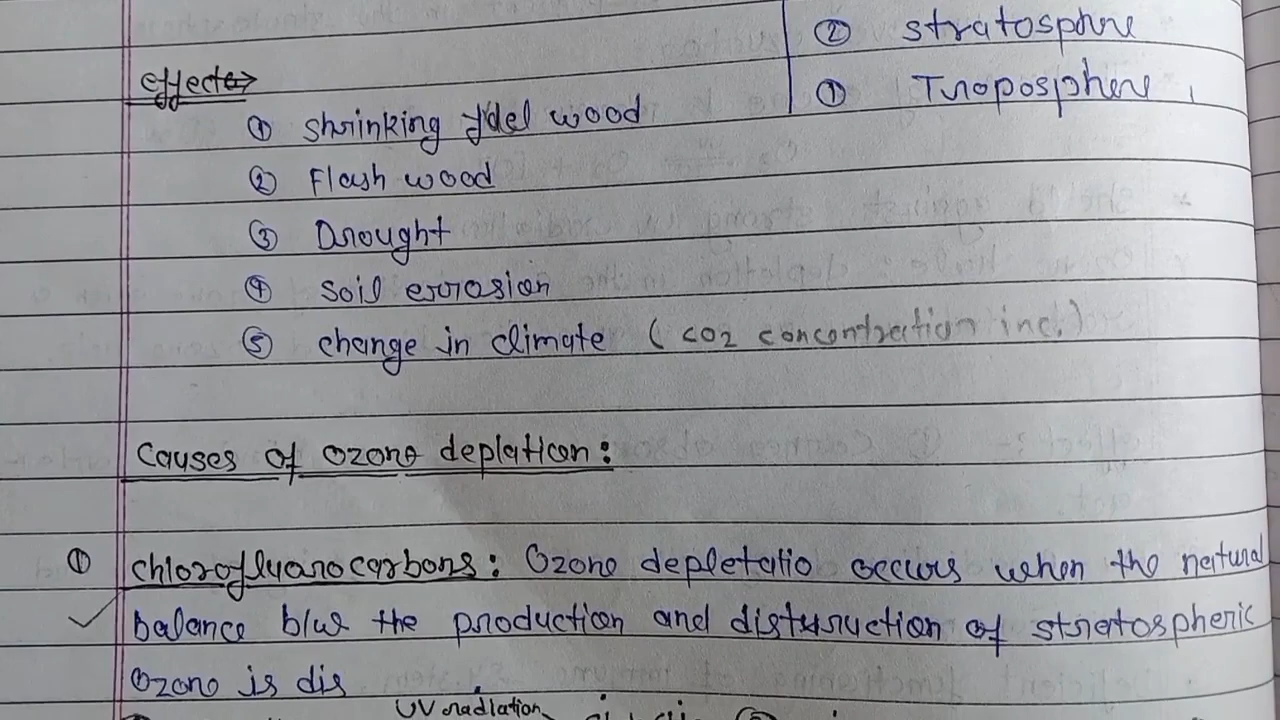 ② stratosphere
Effects→
① Troposphere
① shrinking fuel wood
② Flash wood
③ Drought
④ soil errosion
⑤ change in climate (CO2 concentration inc.)
Causes of ozone deplation:
① chlorofluorocarbons: Ozone depletatio occurs when the natural
balance b/w the production and disturuction of stratospheric
Ozone is dis
UV radiation